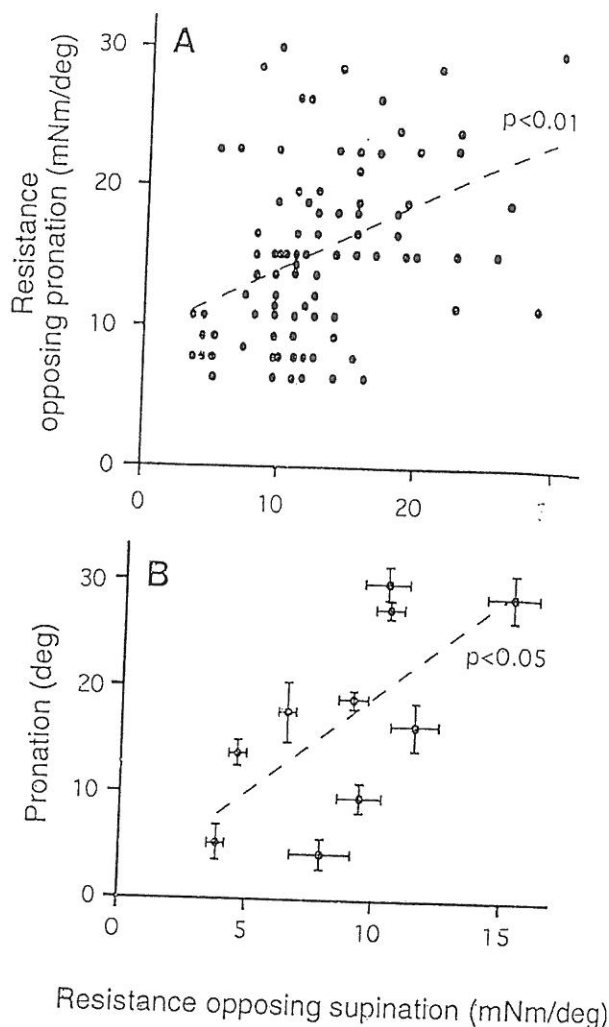 A
30
20
10
0
Resistance
opposing pronation (mNm/deg)
p<0.01
0
10
20
B
30
20
10
0
Pronation (deg)
p<0.05
0
5
10
15
Resistance opposing supination (mNm/deg)